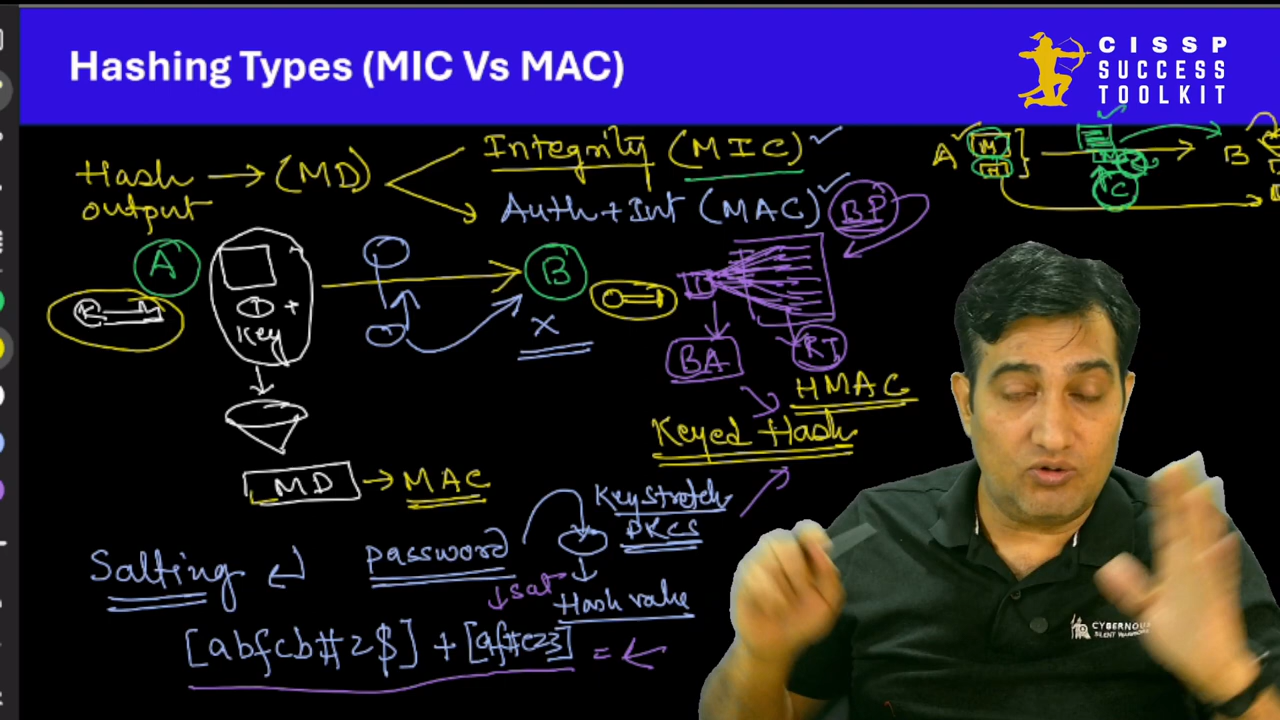 Hashing Types (MIC Vs MAC)
CISSP
SUCCESS
TOOLKIT
Hash output → (MD)
Integrity (MIC) ✓
Auth + Int (MAC) ✓
BP
A
M
H
C
B
A
+
Key
B
X
BA
RT
HMAC
Keyed Hash
MD → MAC
Salting
password
Key stretch
PKCS
↓ salt
Hash value
[abfcb#2$] + [af#c23] = ←
CYBERNOUS